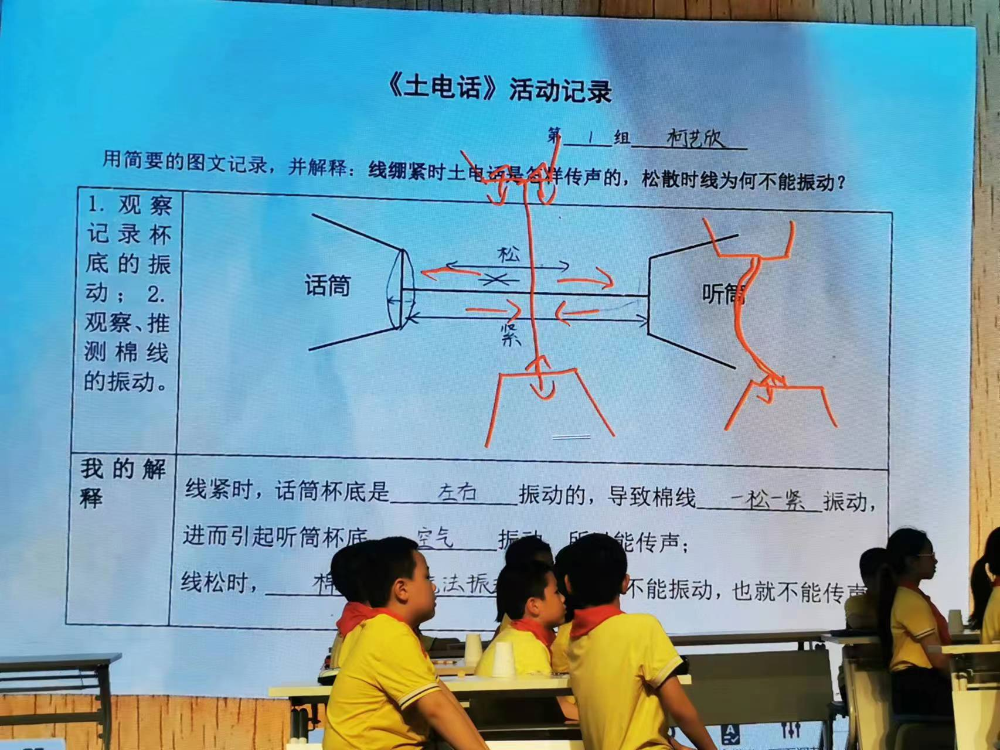 《土电话》活动记录
第 1 组 柯艺欣
用简要的图文记录，并解释：线绷紧时土电话是怎样传声的，松散时线为何不能振动？
1. 观察
记录杯
底的振
动；2.
观察、推
测棉线
的振动。
松
话筒
听筒
紧
我的解
释
线紧时，话筒杯底是 左右 振动的，导致棉线 一松一紧 振动，
进而引起听筒杯底 空气 振动 能传声；
线松时， 棉 法振 不能振动，也就不能传声
A